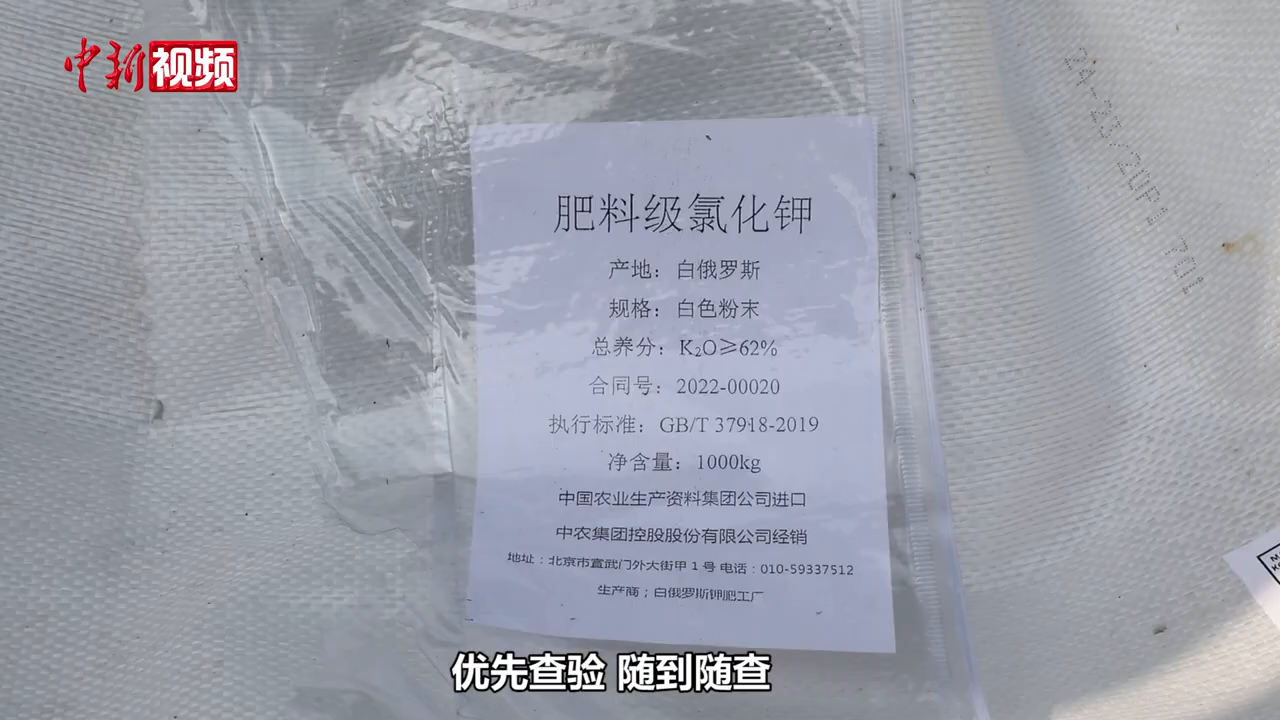 中新视频
肥料级氯化钾
产地：白俄罗斯
规格：白色粉末
总养分：K₂O≥62%
合同号：2022-00020
执行标准：GB/T 37918-2019
净含量：1000kg
中国农业生产资料集团公司进口
中农集团控股股份有限公司经销
地址：北京市宣武门外大街甲 1 号 电话：010-59337512
生产商；白俄罗斯钾肥工厂
优先查验 随到随查